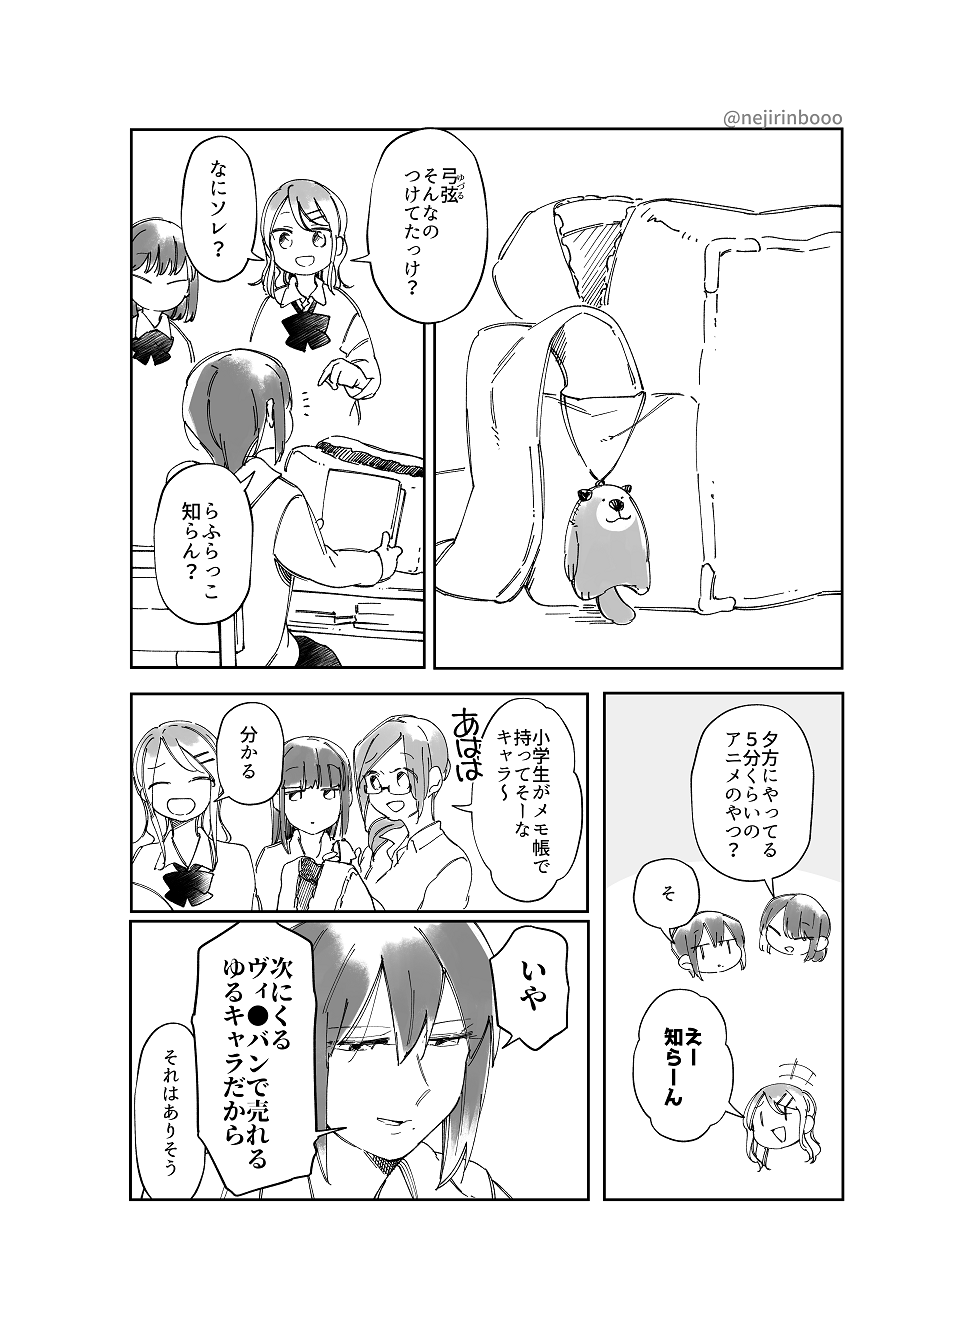 @nejirinbooo
弓弦
ゆづる
そんなの
つけてたっけ？
なにソレ？
らふらっこ
知らん？
夕方にやってる
５分くらいの
アニメのやつ？
そ
えー
知らーん
小学生がメモ帳で
持ってそーな
キャラ〜
あばば
分かる
いや
次にくる
ヴィ●バンで売れる
ゆるキャラだから
それはありそう